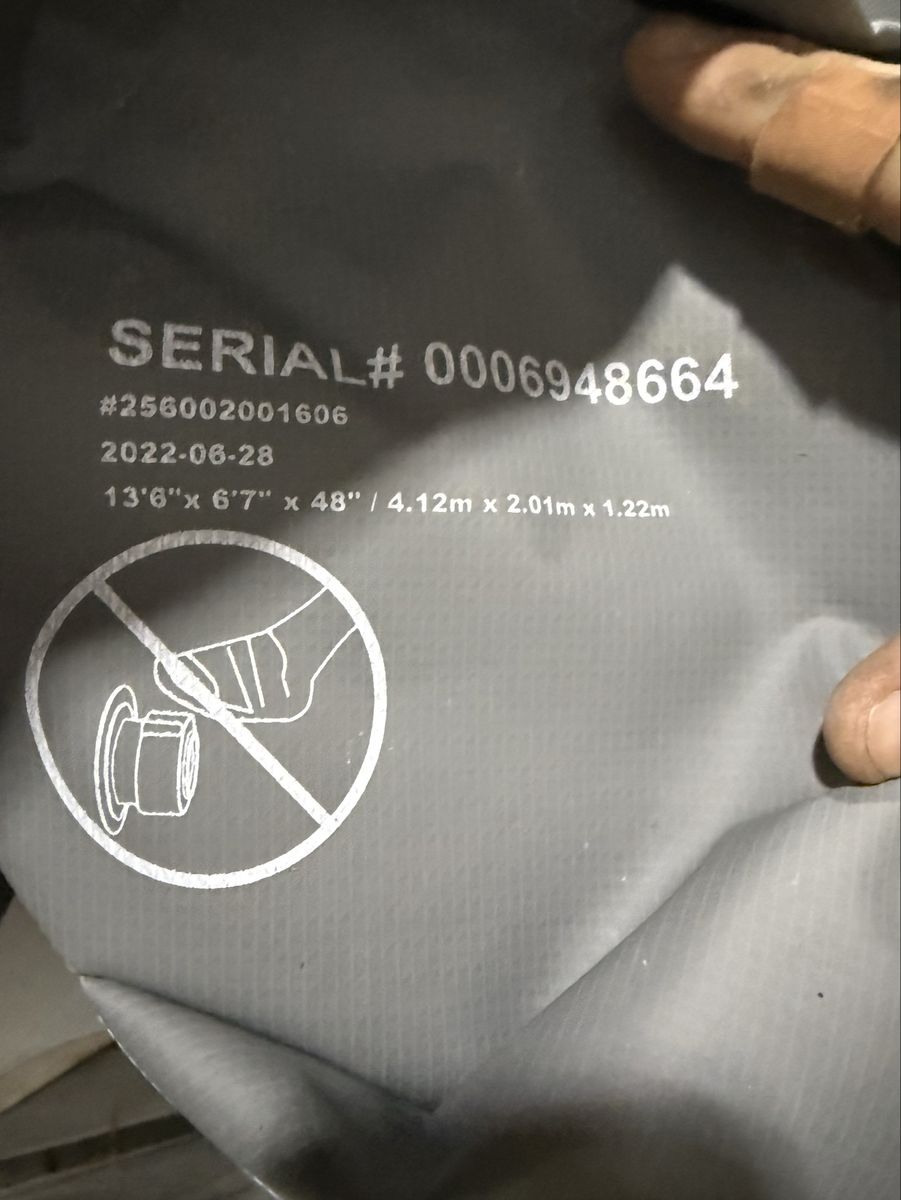 SERIAL# 0006948664
#256002001606
2022-06-28
13'6"x 6'7" x 48" / 4.12m x 2.01m x 1.22m